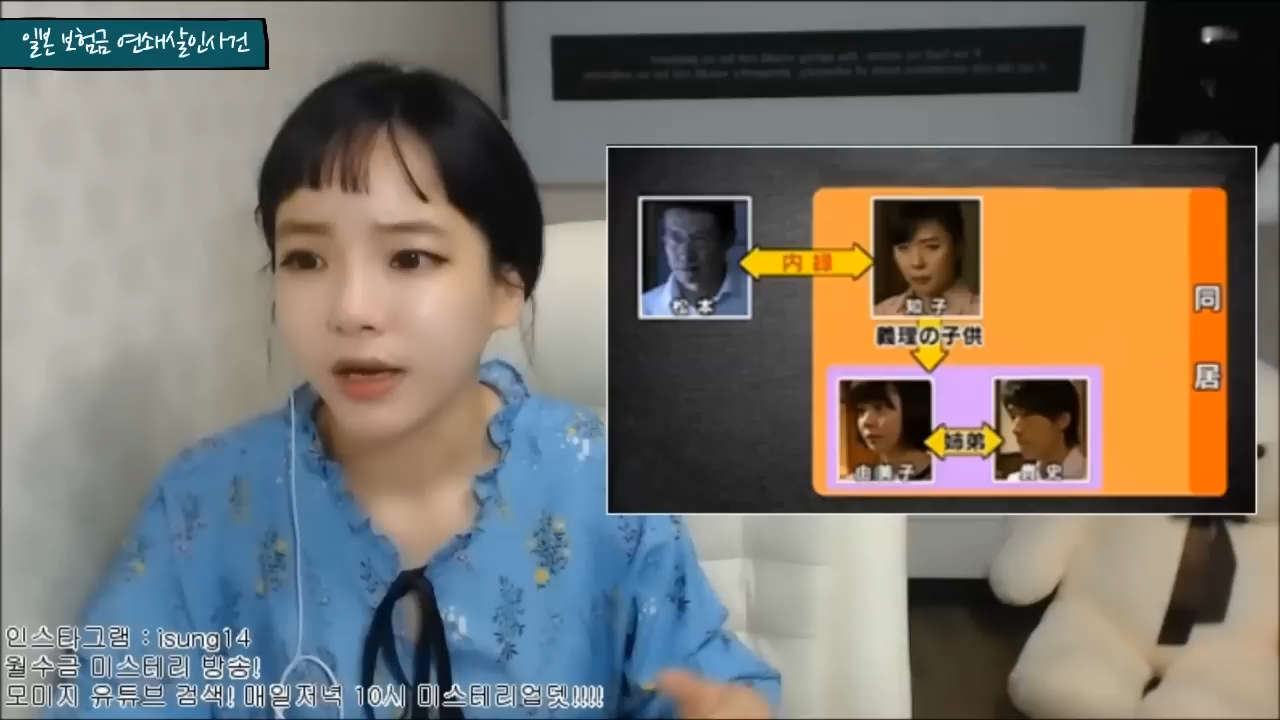 일본 보험금 연쇄살인사건
松本
内縁
知子
義理の子供
同居
由美子
姉弟
貴史
인스타그램 : isung14
월수금 미스테리 방송!
모미지 유튜브 검색! 매일저녁 10시 미스테리업뎃!!!!